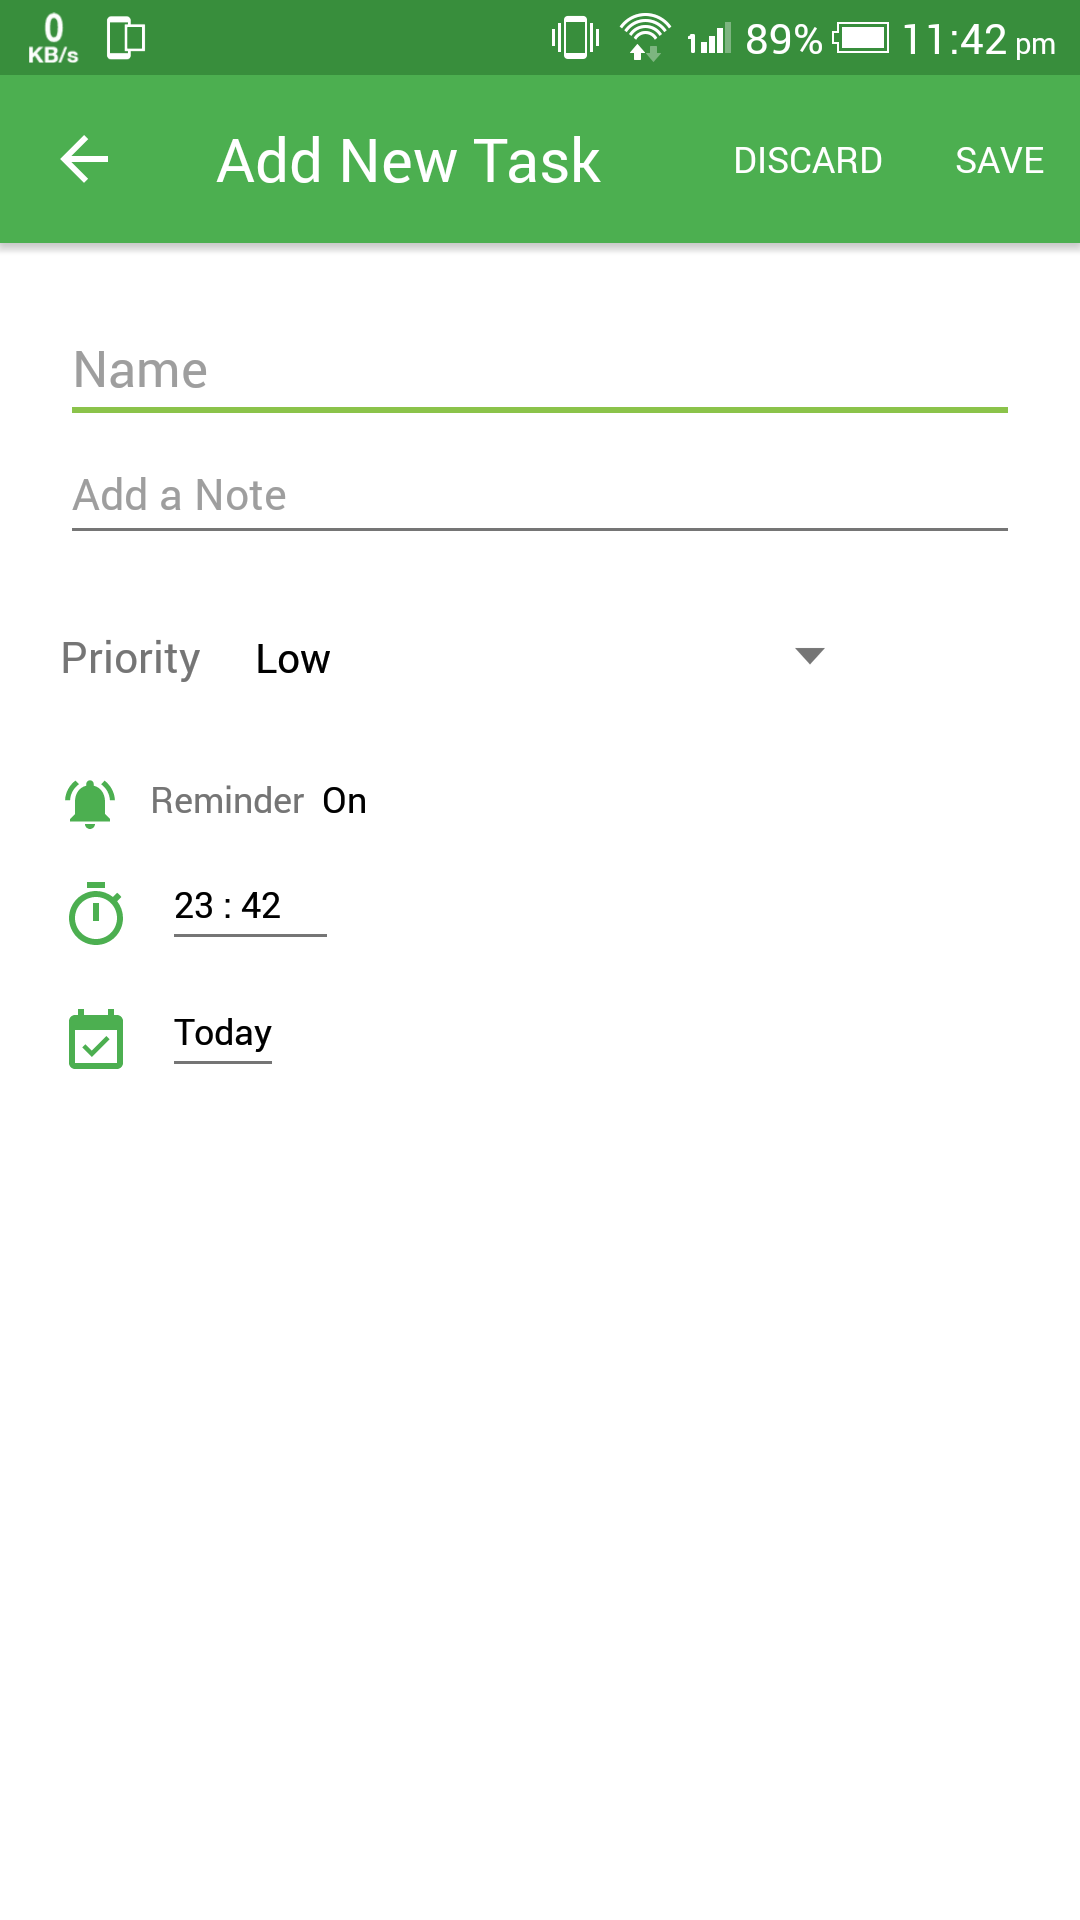 0
KB/s
1 89% 11:42 pm
Add New Task DISCARD SAVE
Name
Add a Note
Priority Low
Reminder On
23 : 42
Today